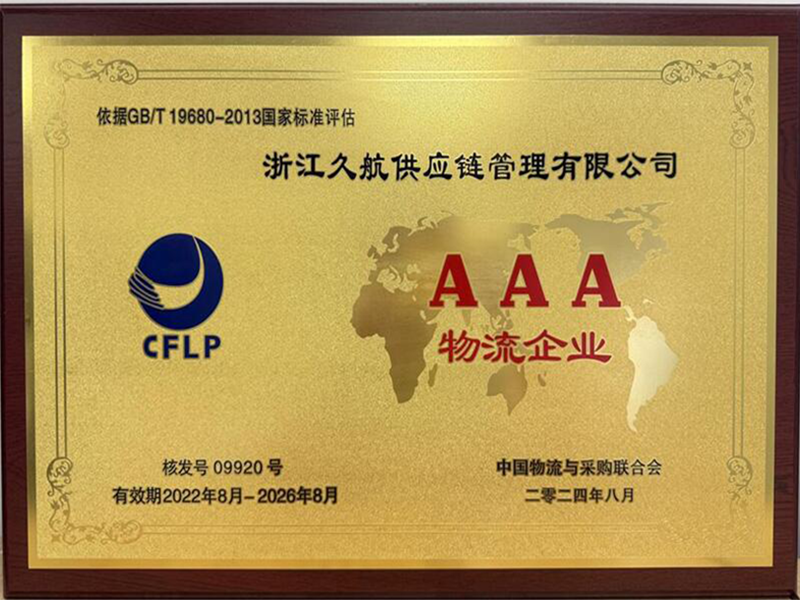 依据GB/T 19680-2013国家标准评估
浙江久航供应链管理有限公司
CFLP
AAA
物流企业
核发号 09920 号
有效期2022年8月-2026年8月
中国物流与采购联合会
二零二四年八月